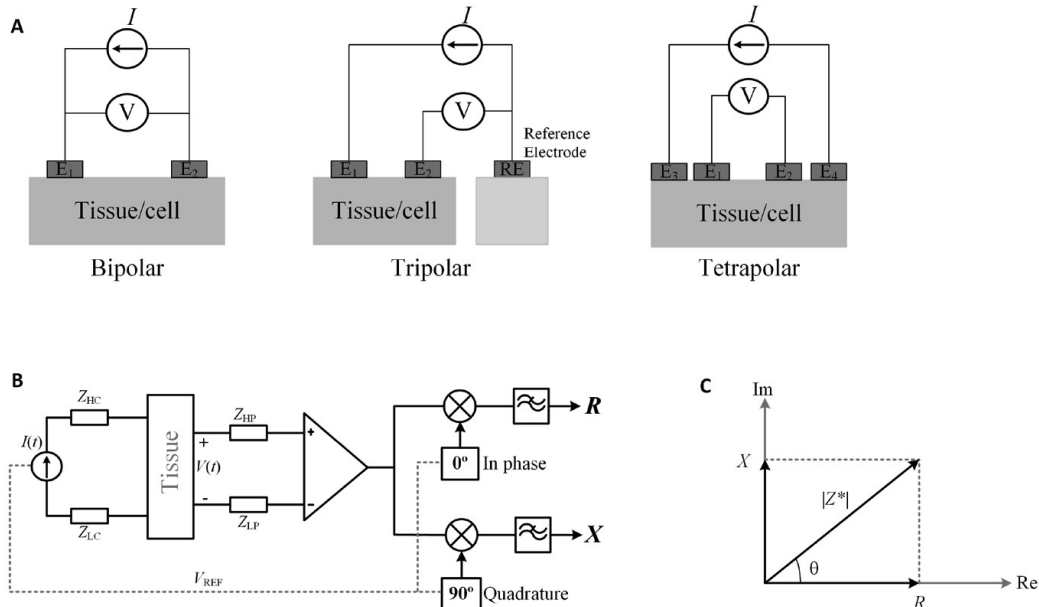 A
I
V
E1
E2
Tissue/cell
Bipolar
I
V
Reference
Electrode
E1
E2
RE
Tissue/cell
Tripolar
I
V
E3
E1
E2
E4
Tissue/cell
Tetrapolar
B
ZHC
I(t)
ZLC
Tissue
+
V(t)
-
ZHP
ZLP
+
-
R
0° In phase
X
90° Quadrature
VREF
C
Im
X
|Z*|
θ
R
Re